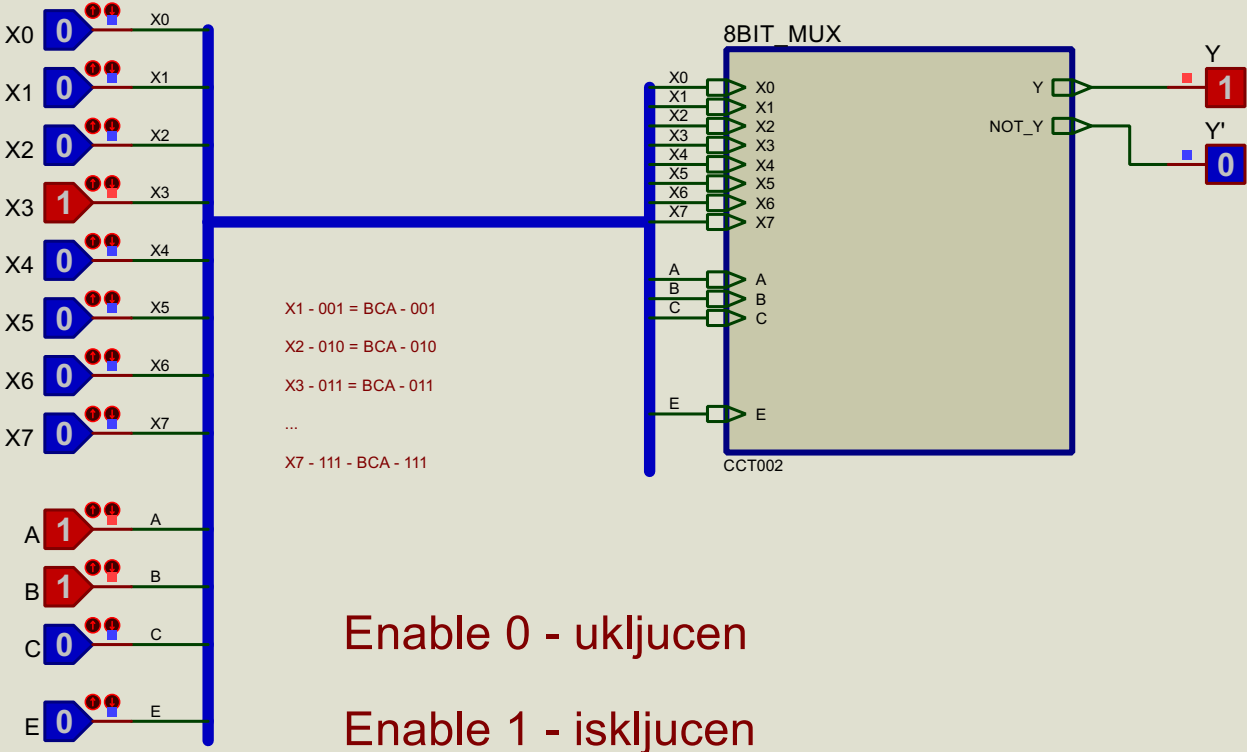 X0 0 X0
X1 0 X1
X2 0 X2
X3 1 X3
X4 0 X4
X5 0 X5
X6 0 X6
X7 0 X7
A 1 A
B 1 B
C 0 C
E 0 E
X1 - 001 = BCA - 001
X2 - 010 = BCA - 010
X3 - 011 = BCA - 011
...
X7 - 111 - BCA - 111
Enable 0 - ukljucen
Enable 1 - iskljucen
8BIT_MUX
X0 X0
X1 X1
X2 X2
X3 X3
X4 X4
X5 X5
X6 X6
X7 X7
A A
B B
C C
E E
CCT002
Y
NOT_Y
Y
1
Y'
0